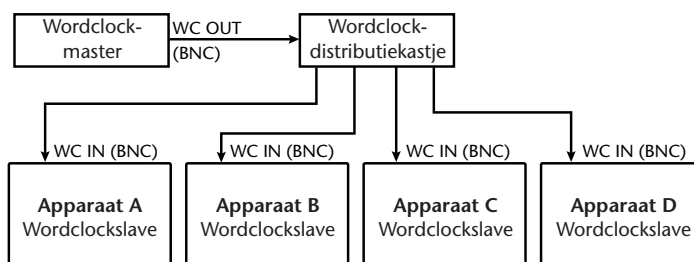 Wordclock-
master
WC OUT
(BNC)
Wordclock-
distributiekastje
WC IN (BNC)
WC IN (BNC)
WC IN (BNC)
WC IN (BNC)
Apparaat A
Wordclockslave
Apparaat B
Wordclockslave
Apparaat C
Wordclockslave
Apparaat D
Wordclockslave